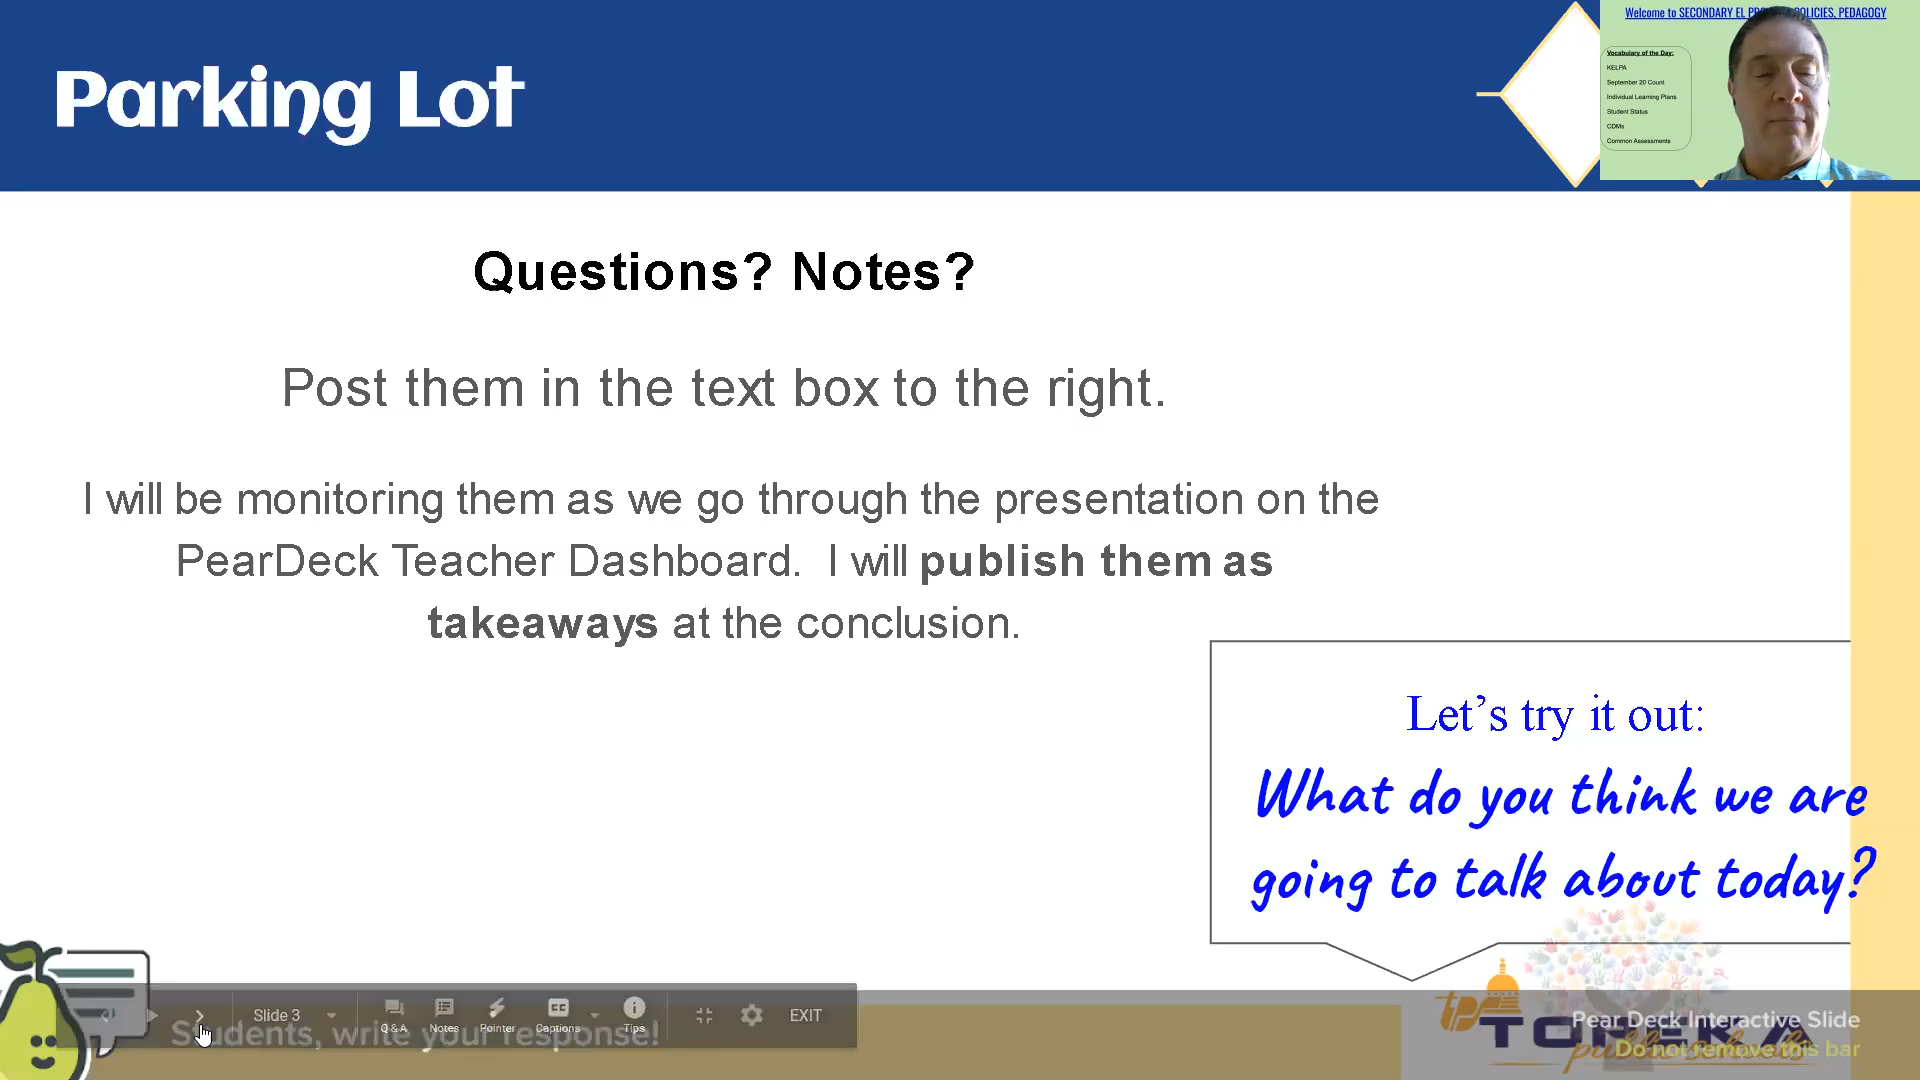 Parking Lot
Welcome to SECONDARY EL POLICIES, PEDAGOGY
Vocabulary of the Day:
KELPA
September 20 Count
Individual Learning Plans
Student Status
CDMs
Common Assessments
Questions? Notes?
Post them in the text box to the right.
I will be monitoring them as we go through the presentation on the
PearDeck Teacher Dashboard. I will publish them as
takeaways at the conclusion.
Let's try it out:
What do you think we are
going to talk about today?
Slide 3
Q&A
Notes
Pointer
Captions
Tips
EXIT
Students, write your response!
TOPEKA
public schools
Pear Deck Interactive Slide
Do not remove this bar